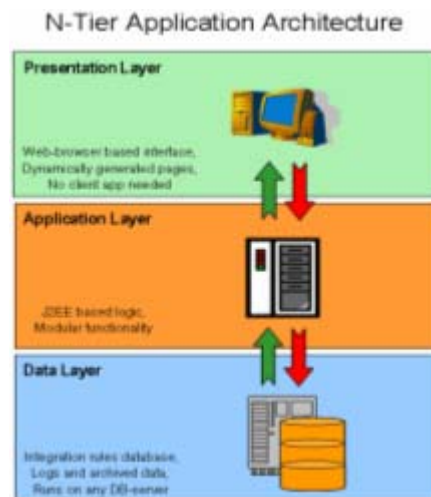 N-Tier Application Architecture
Presentation Layer
Web-browser based interface,
Dynamically generated pages,
No client app needed
Application Layer
J2EE based logic,
Modular functionality
Data Layer
Integration rules database,
Logs and archived data,
Runs on any DB-server